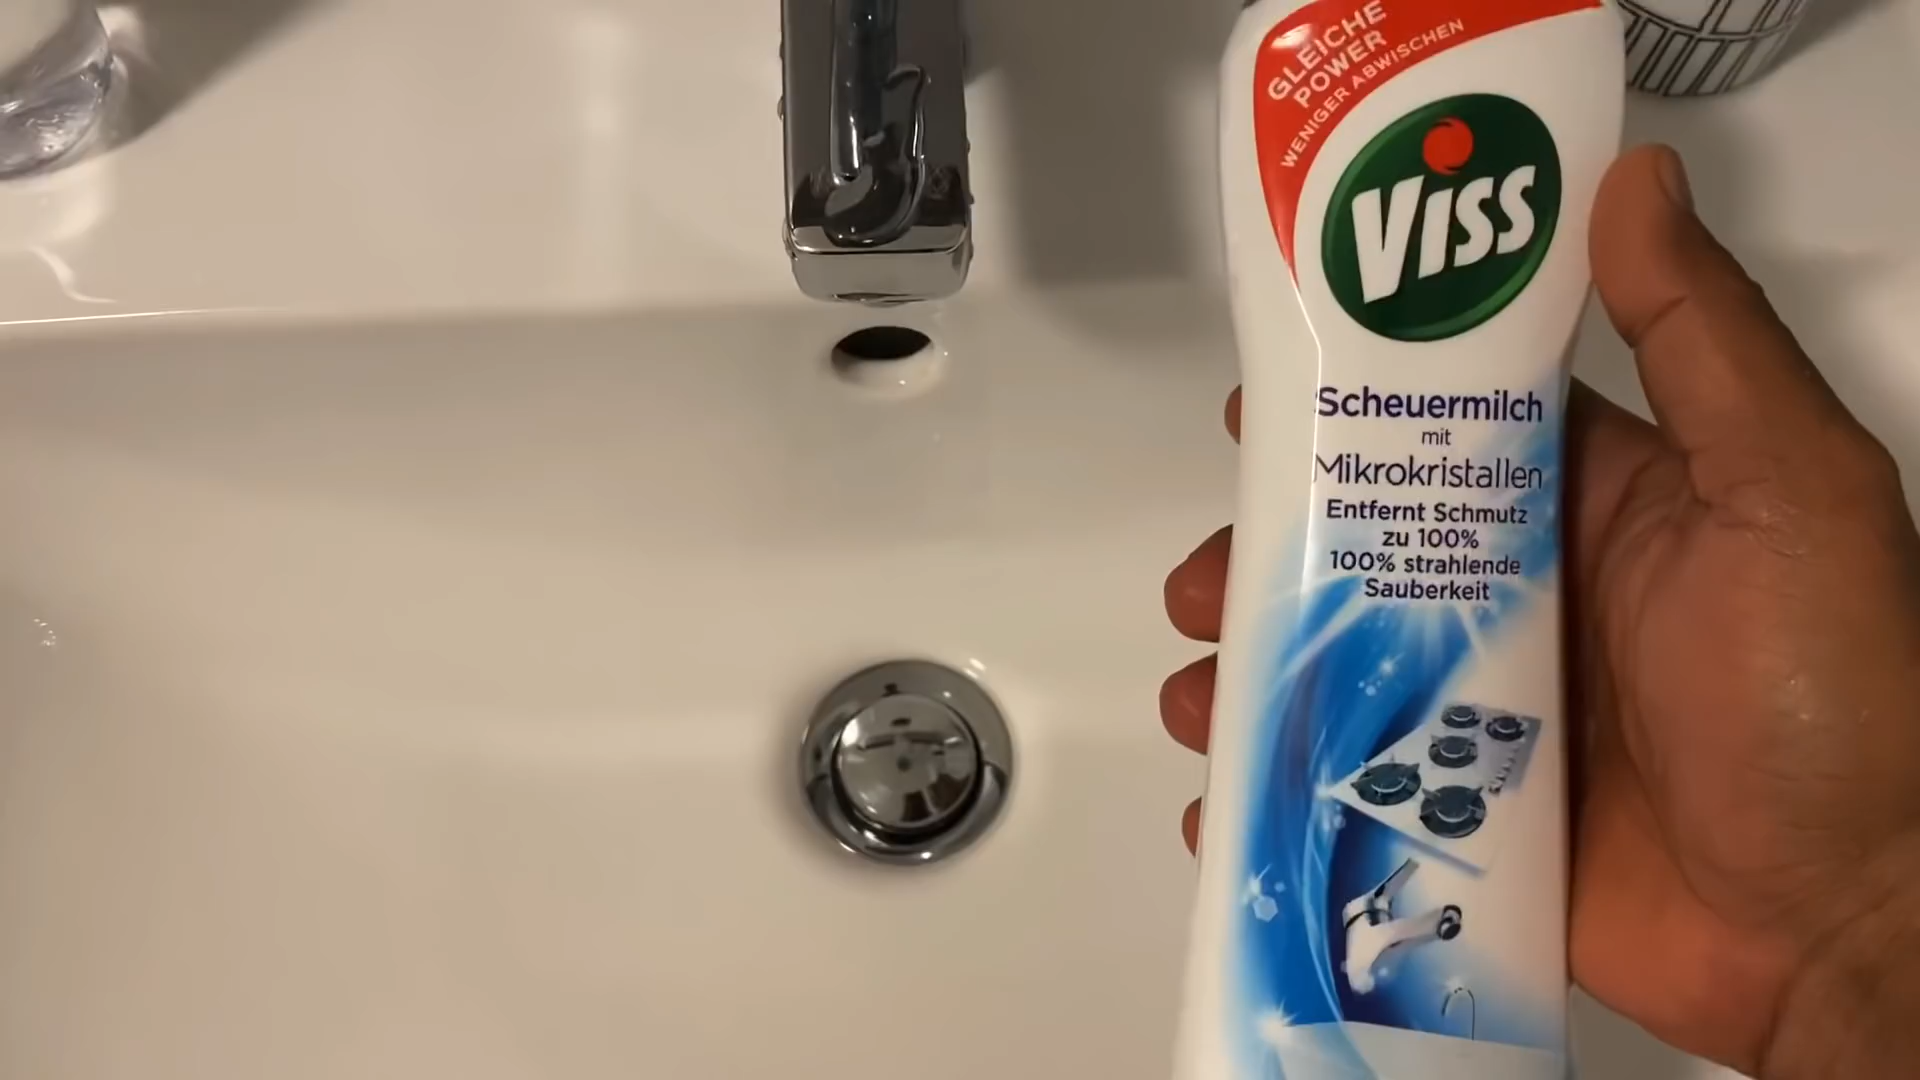 GLEICHE
POWER
WENIGER ABWISCHEN
Viss
Scheuermilch
mit
Mikrokristallen
Entfernt Schmutz
zu 100%
100% strahlende
Sauberkeit